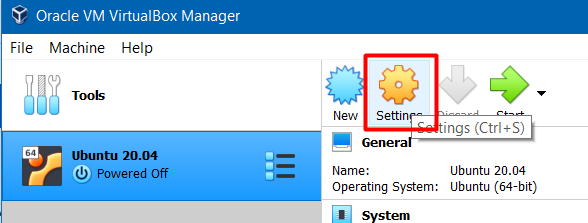 Oracle VM VirtualBox Manager
File Machine Help
Tools
New Settings Discard Start
Settings (Ctrl+S)
64
Ubuntu 20.04
Powered Off
General
Name: Ubuntu 20.04
Operating System: Ubuntu (64-bit)
System